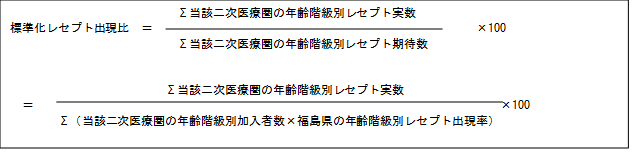 Σ当該二次医療圏の年齢階級別レセプト実数
標準化レセプト出現比 = ×100
Σ当該二次医療圏の年齢階級別レセプト期待数
Σ当該二次医療圏の年齢階級別レセプト実数
= ×100
Σ(当該二次医療圏の年齢階級別加入者数×福島県の年齢階級別レセプト出現率)